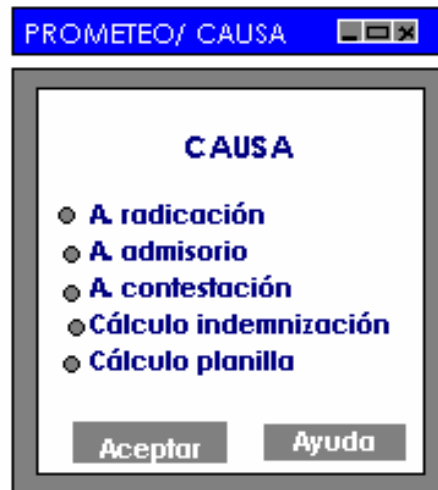 PROMETEO/ CAUSA
CAUSA
A. radicación
A. admisorio
A. contestación
Cálculo indemnización
Cálculo planilla
Aceptar Ayuda